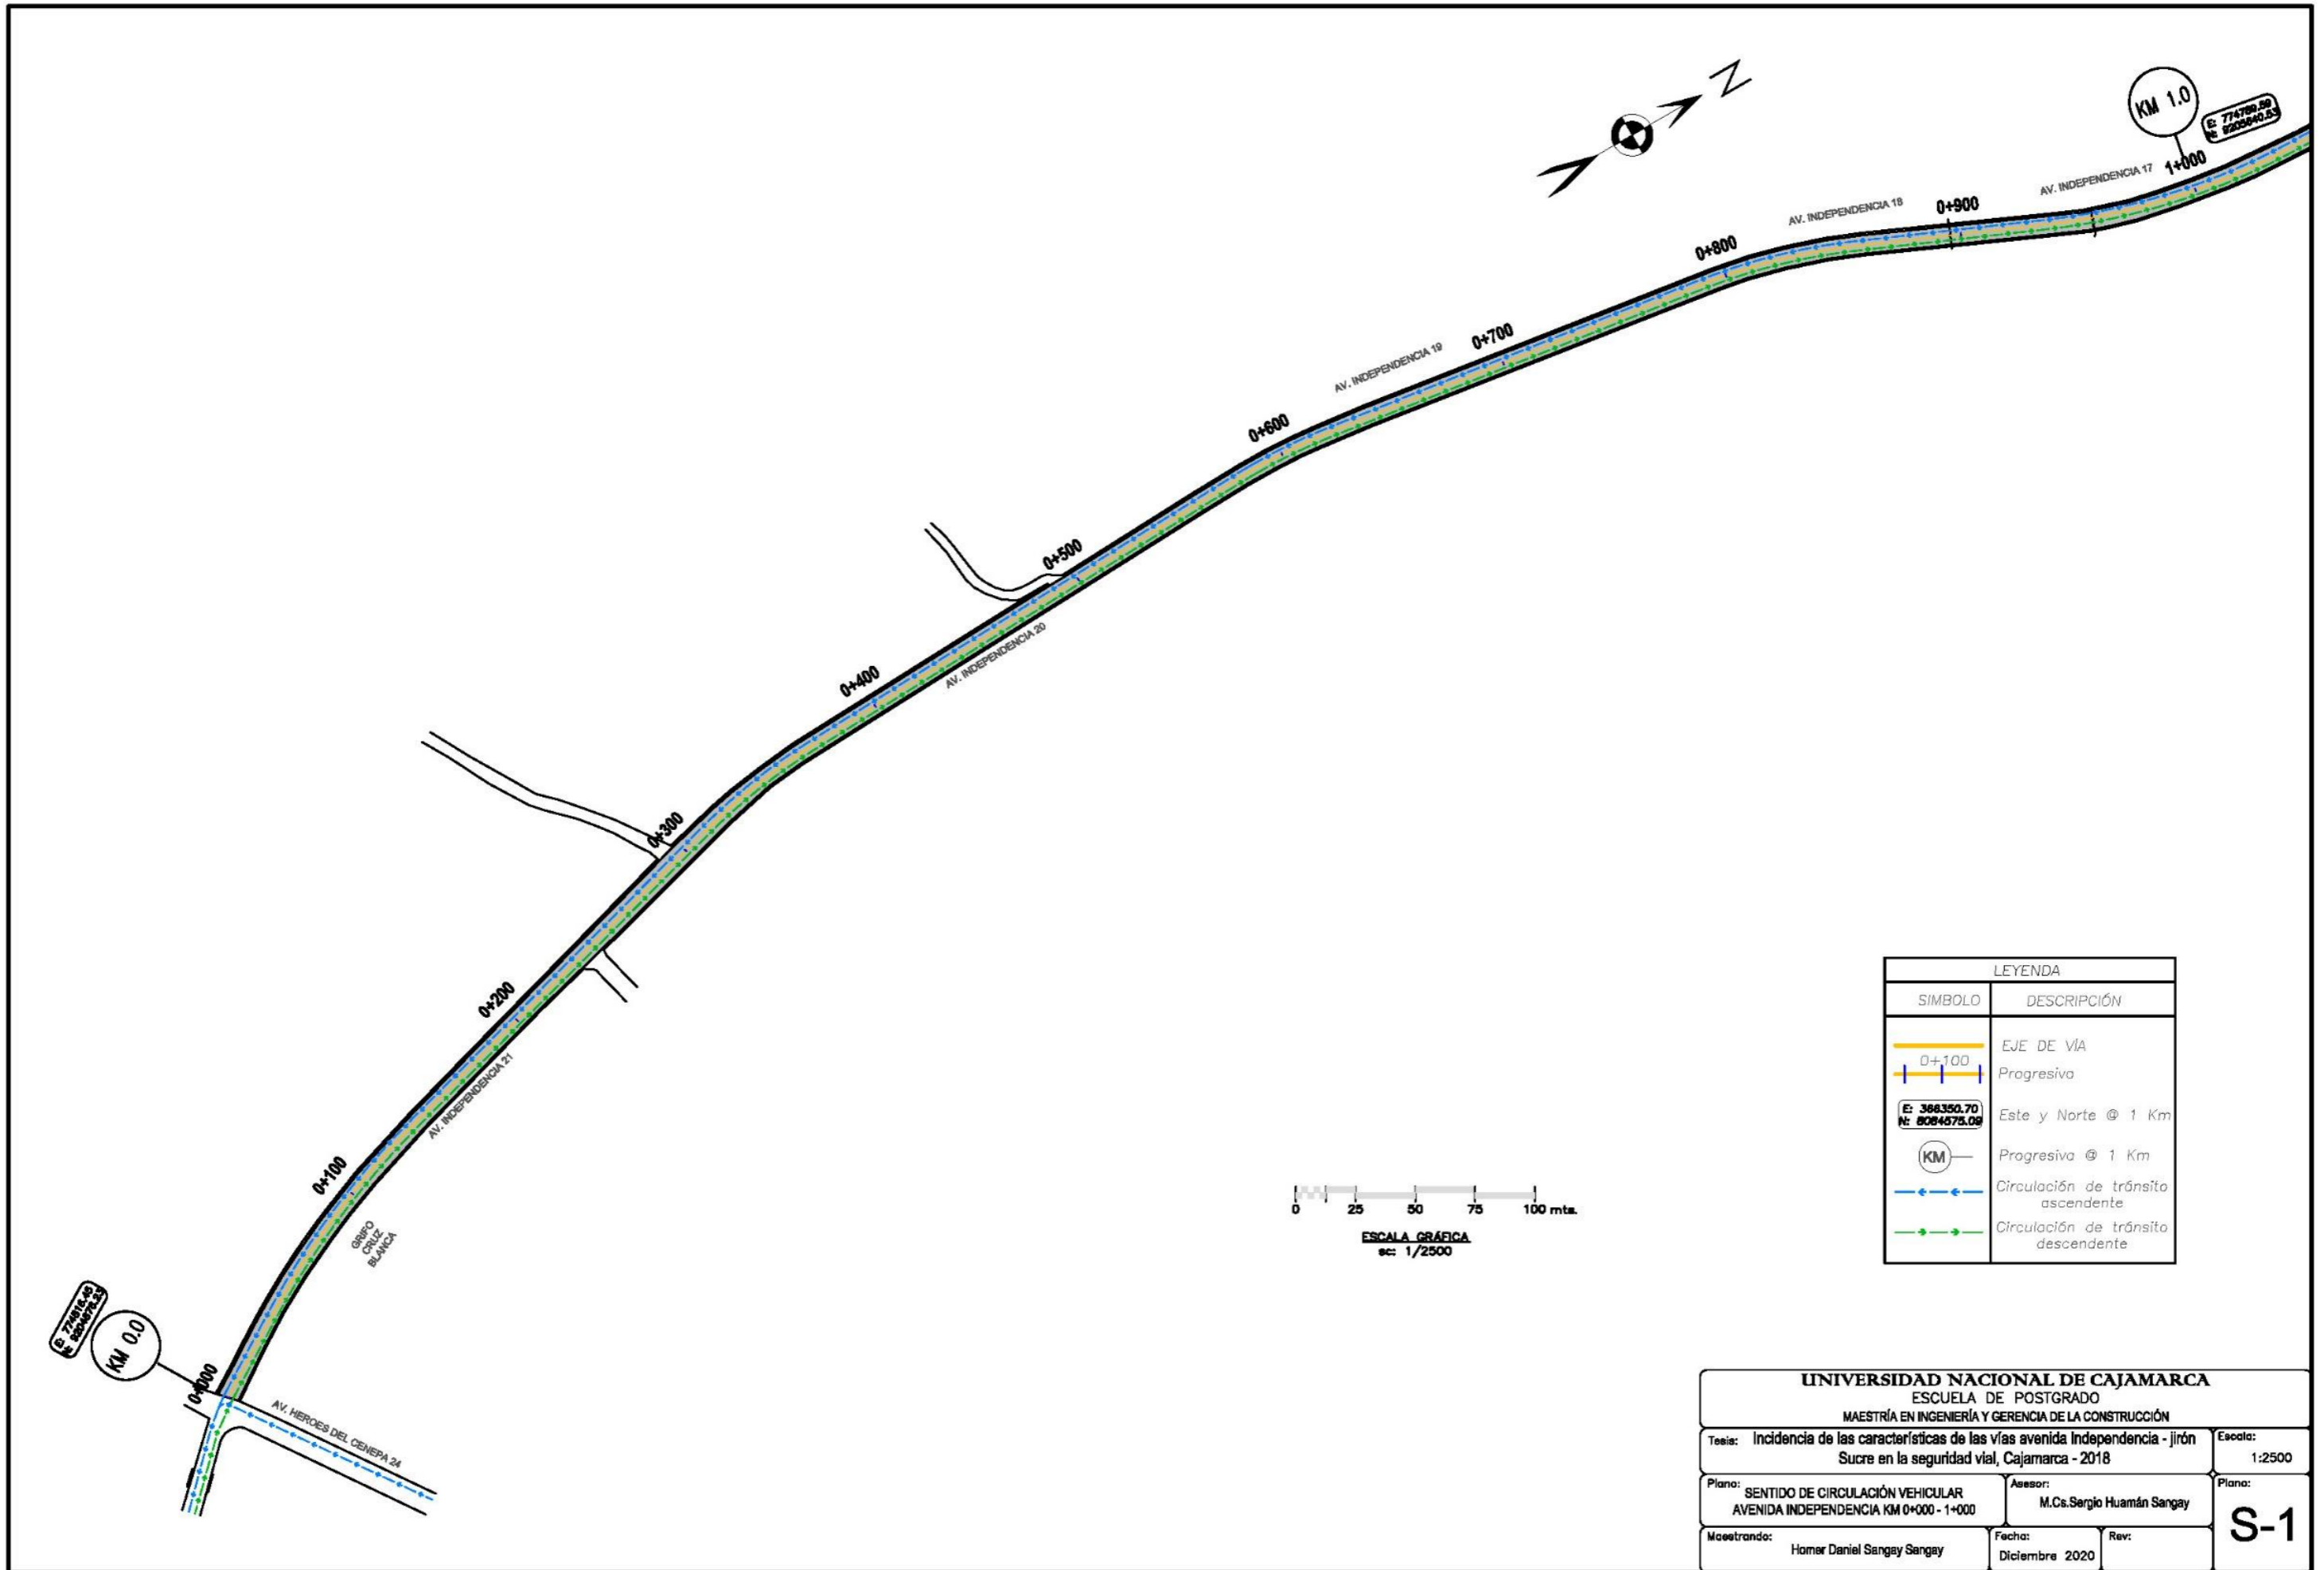 N
KM 1.0
E: 774780.59
N: 9205640.53
1+000
AV. INDEPENDENCIA 17
0+900
AV. INDEPENDENCIA 18
0+800
0+700
AV. INDEPENDENCIA 19
0+600
0+500
AV. INDEPENDENCIA 20
0+400
0+300
0+200
AV. INDEPENDENCIA 21
0+100
GRIFO
CRUZ
BLANCA
KM 0.0
0+000
AV. HEROES DEL CENEPA 24
0 25 50 75 100 mts.
ESCALA GRÁFICA
sc: 1/2500
LEYENDA
SIMBOLO DESCRIPCIÓN
EJE DE VÍA
0+100
Progresiva
E: 366350.70
N: 8084575.09
Este y Norte @ 1 Km
KM
Progresiva @ 1 Km
Circulación de tránsito
ascendente
Circulación de tránsito
descendente
UNIVERSIDAD NACIONAL DE CAJAMARCA
ESCUELA DE POSTGRADO
MAESTRÍA EN INGENIERÍA Y GERENCIA DE LA CONSTRUCCIÓN
Tesis: Incidencia de las características de las vías avenida Independencia - jirón
Sucre en la seguridad vial, Cajamarca - 2018
Escala:
1:2500
Plano:
SENTIDO DE CIRCULACIÓN VEHICULAR
AVENIDA INDEPENDENCIA KM 0+000 - 1+000
Asesor:
M.Cs.Sergio Huamán Sangay
Plano:
S-1
Maestrando:
Homer Daniel Sangay Sangay
Fecha:
Diciembre 2020
Rev: